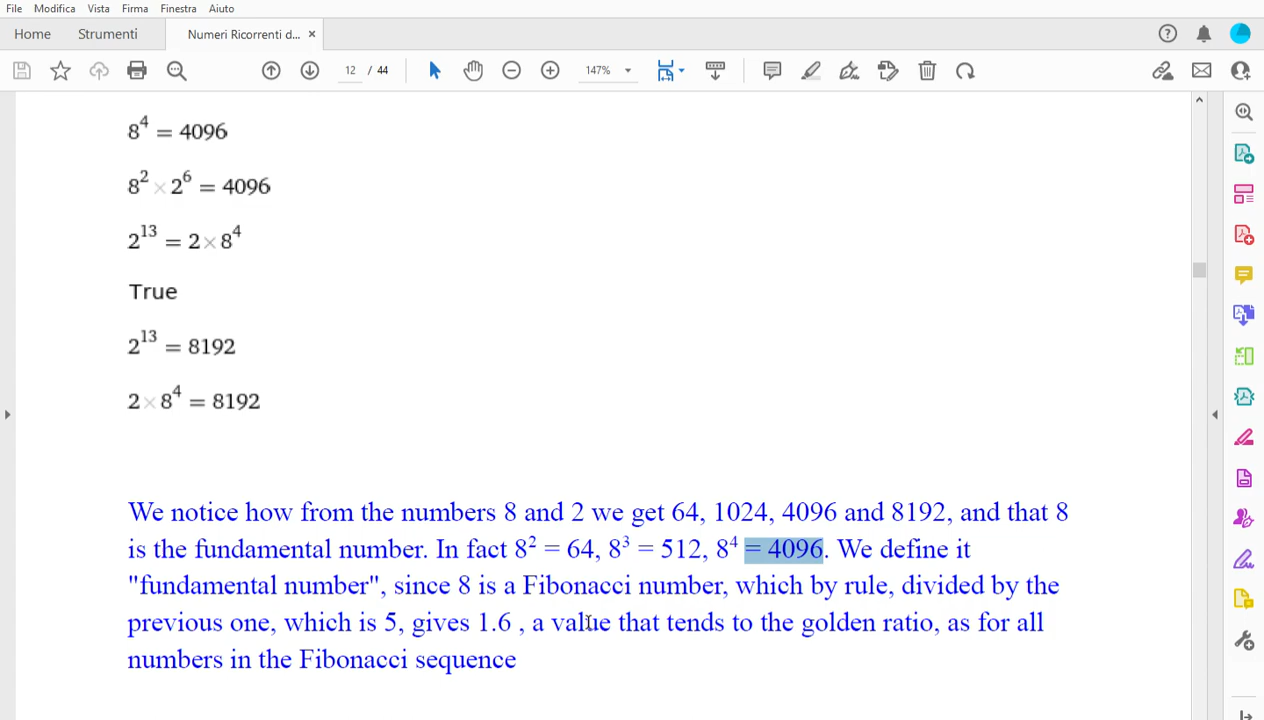 File Modifica Vista Firma Finestra Aiuto
Home Strumenti Numeri Ricorrenti d... ×
12 / 44 147%
8⁴ = 4096
8² × 2⁶ = 4096
2¹³ = 2 × 8⁴
True
2¹³ = 8192
2 × 8⁴ = 8192
We notice how from the numbers 8 and 2 we get 64, 1024, 4096 and 8192, and that 8
is the fundamental number. In fact 8² = 64, 8³ = 512, 8⁴ = 4096. We define it
"fundamental number", since 8 is a Fibonacci number, which by rule, divided by the
previous one, which is 5, gives 1.6 , a value that tends to the golden ratio, as for all
numbers in the Fibonacci sequence